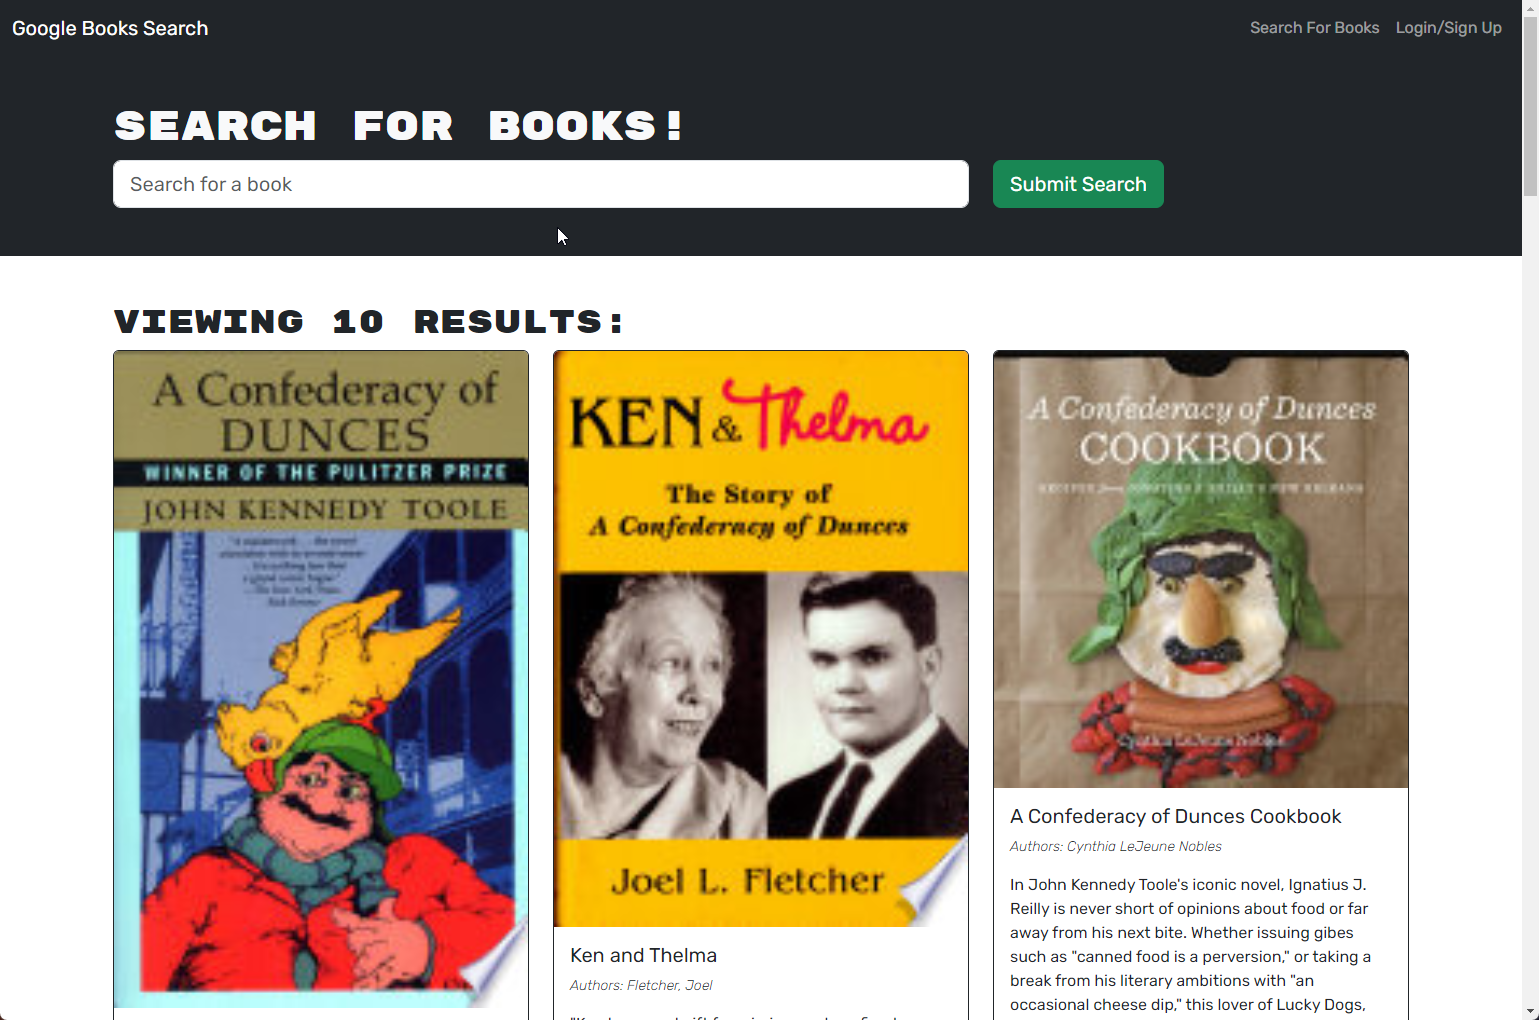 Google Books Search
Search For Books
Login/Sign Up
SEARCH FOR BOOKS!
Search for a book
Submit Search
VIEWING 10 RESULTS:
A Confederacy of
DUNCES
WINNER OF THE PULITZER PRIZE
JOHN KENNEDY TOOLE
KEN & Thelma
The Story of
A Confederacy of Dunces
Joel L. Fletcher
Ken and Thelma
Authors: Fletcher, Joel
A Confederacy of Dunces
COOKBOOK
Cynthia LeJeune Nobles
A Confederacy of Dunces Cookbook
Authors: Cynthia LeJeune Nobles
In John Kennedy Toole's iconic novel, Ignatius J.
Reilly is never short of opinions about food or far
away from his next bite. Whether issuing gibes
such as "canned food is a perversion," or taking a
break from his literary ambitions with "an
occasional cheese dip," this lover of Lucky Dogs,